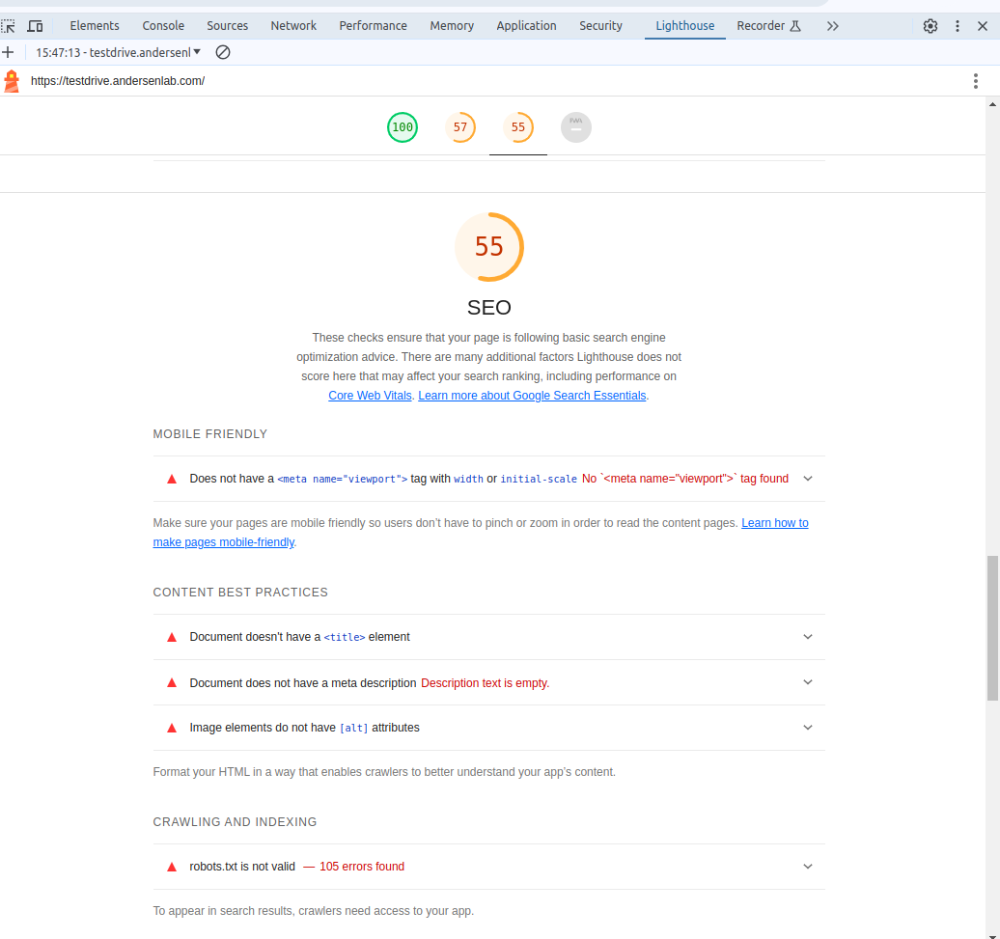 Elements Console Sources Network Performance Memory Application Security Lighthouse Recorder
15:47:13 - testdrive.andersenl
https://testdrive.andersenlab.com/
100 57 55 PWA
55
SEO
These checks ensure that your page is following basic search engine
optimization advice. There are many additional factors Lighthouse does not
score here that may affect your search ranking, including performance on
Core Web Vitals. Learn more about Google Search Essentials.
MOBILE FRIENDLY
Does not have a <meta name="viewport"> tag with width or initial-scale No `<meta name="viewport">` tag found
Make sure your pages are mobile friendly so users don’t have to pinch or zoom in order to read the content pages. Learn how to
make pages mobile-friendly.
CONTENT BEST PRACTICES
Document doesn't have a <title> element
Document does not have a meta description Description text is empty.
Image elements do not have [alt] attributes
Format your HTML in a way that enables crawlers to better understand your app’s content.
CRAWLING AND INDEXING
robots.txt is not valid — 105 errors found
To appear in search results, crawlers need access to your app.